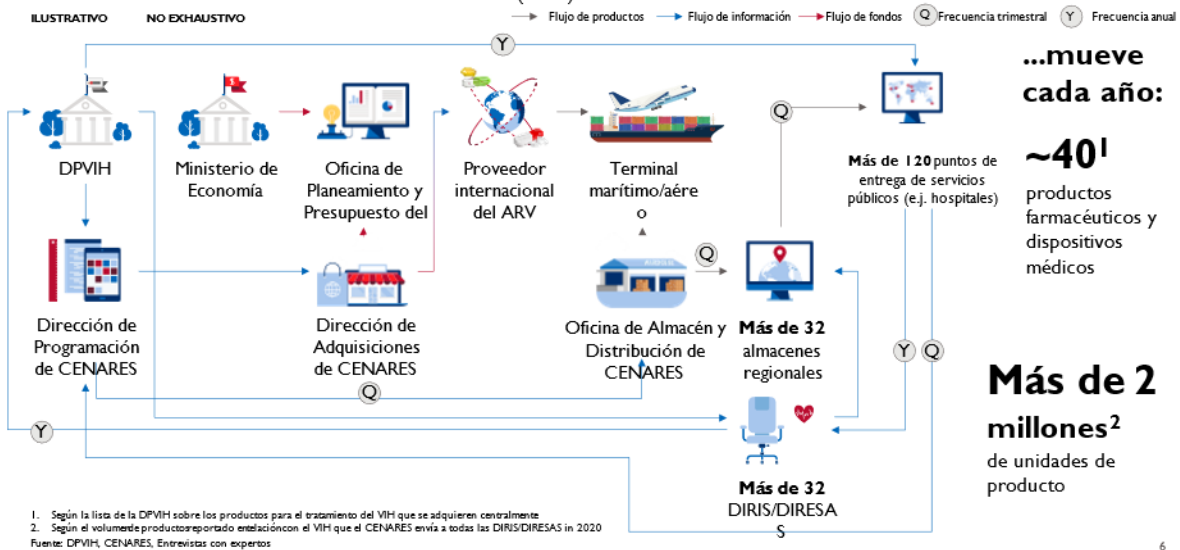 ILUSTRATIVO NO EXHAUSTIVO
Flujo de productos Flujo de información Flujo de fondos Q Frecuencia trimestral Y Frecuencia anual
Y
...mueve
cada año:
~40¹
productos
farmacéuticos y
dispositivos
médicos
DPVIH
Ministerio de
Economía
Oficina de
Planeamiento y
Presupuesto del
Proveedor
internacional
del ARV
Terminal
marítimo/aére
o
Q
Más de 120 puntos de
entrega de servicios
públicos (e.j. hospitales)
Dirección de
Programación
de CENARES
Dirección de
Adquisiciones
de CENARES
Oficina de Almacén y
Distribución de
CENARES
Q
Más de 32
almacenes
regionales
Y Q
Q
Y
Más de 32
DIRIS/DIRESA
S
Más de 2
millones²
de unidades de
producto
1. Según la lista de la DPVIH sobre los productos para el tratamiento del VIH que se adquieren centralmente
2. Según el volumende productosreportado entelación con el VIH que el CENARES envía a todas las DIRIS/DIRESAS in 2020
Fuente: DPVIH, CENARES, Entrevistas con expertos
6